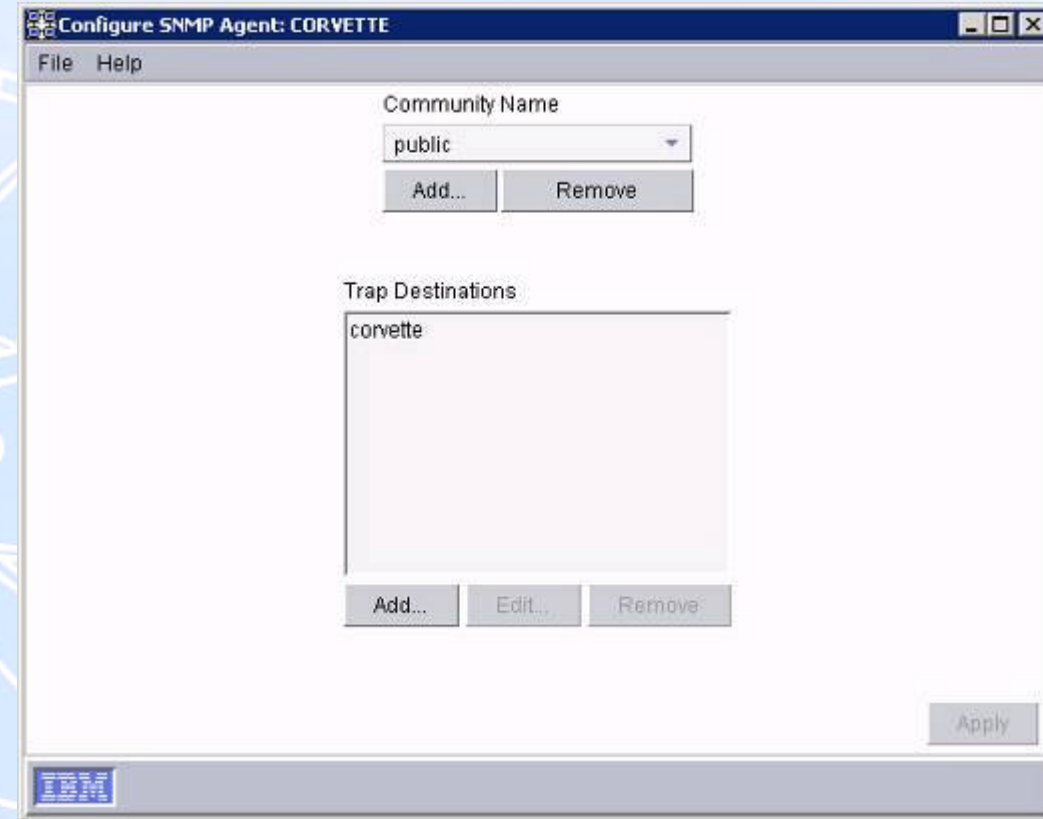 Configure SNMP Agent: CORVETTE
File Help
Community Name
public
Add... Remove
Trap Destinations
corvette
Add... Edit... Remove
Apply
IBM